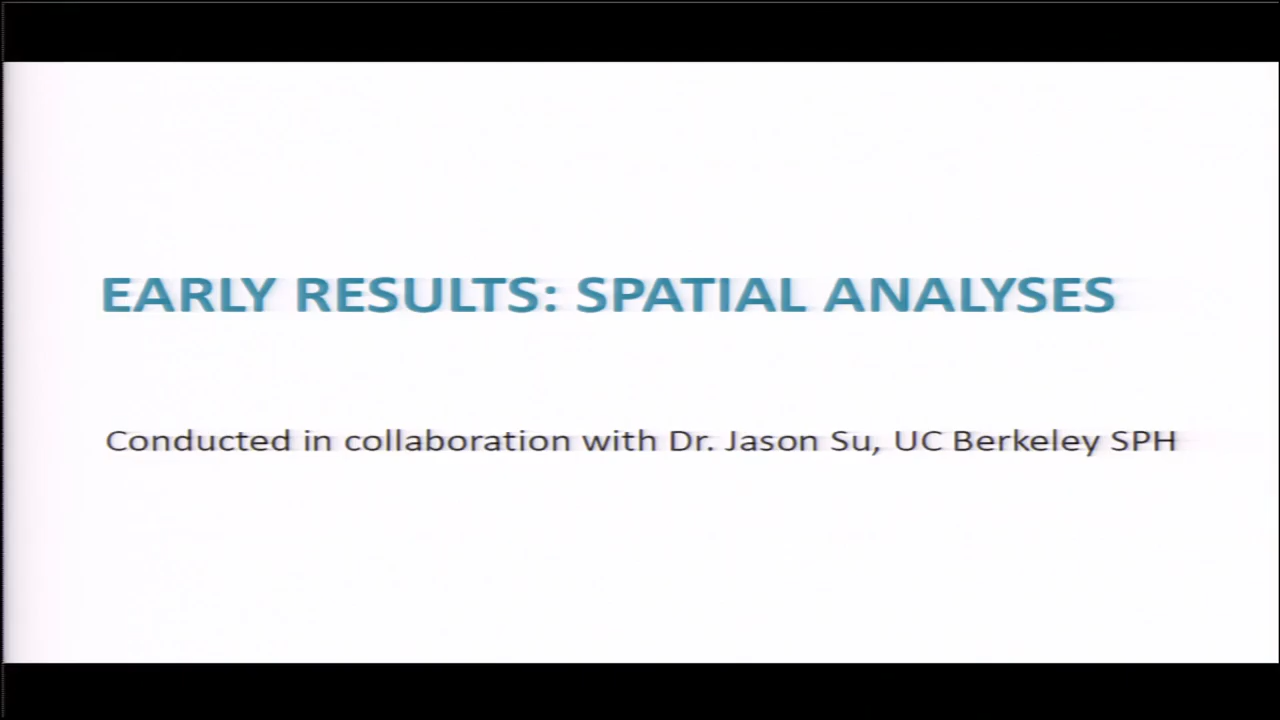 EARLY RESULTS: SPATIAL ANALYSES
Conducted in collaboration with Dr. Jason Su, UC Berkeley SPH